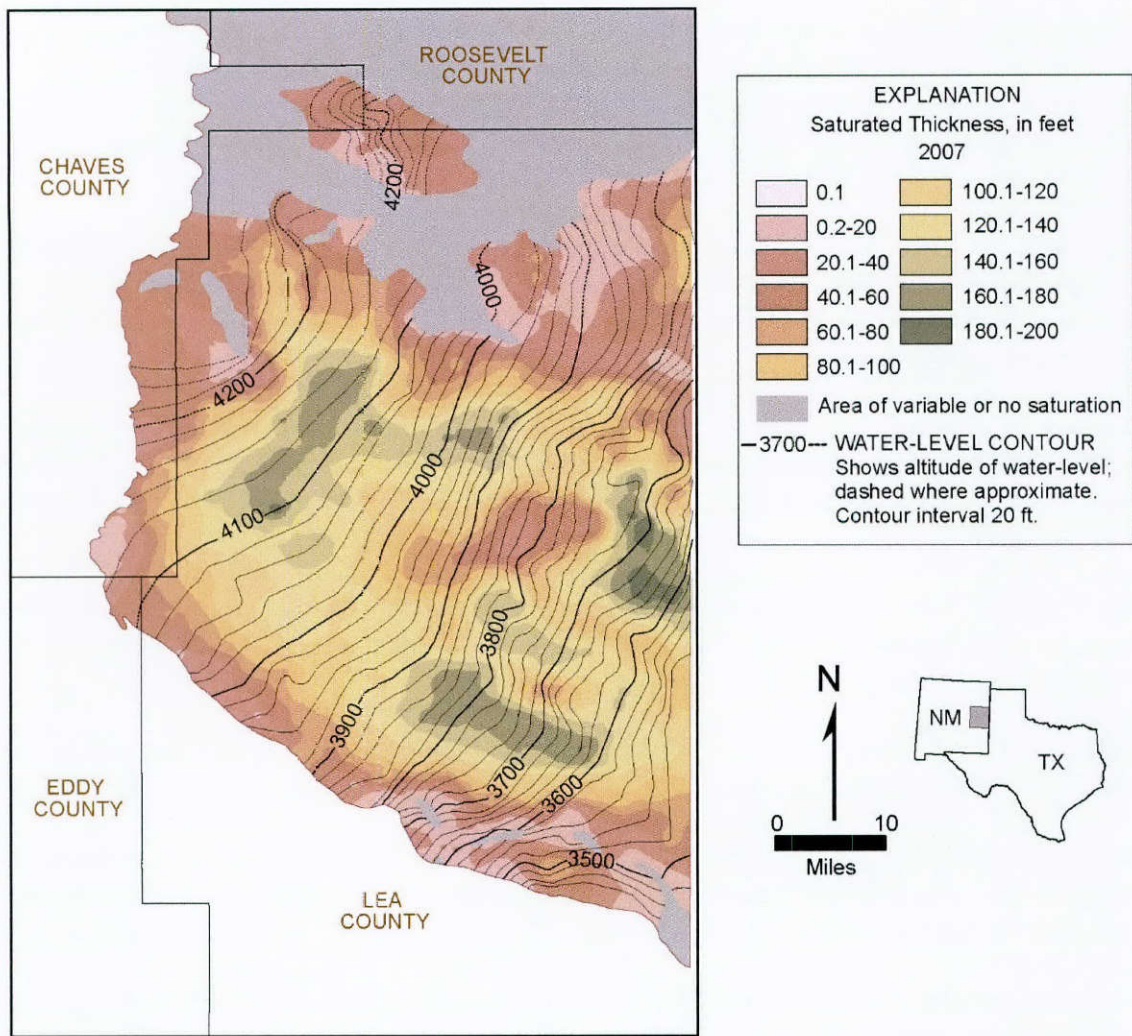 ROOSEVELT
COUNTY
CHAVES
COUNTY
4200
4000
4200
4000
4100
3800
3900
3700
3600
3500
EDDY
COUNTY
LEA
COUNTY
EXPLANATION
Saturated Thickness, in feet
2007
0.1
0.2-20
20.1-40
40.1-60
60.1-80
80.1-100
100.1-120
120.1-140
140.1-160
160.1-180
180.1-200
Area of variable or no saturation
3700
WATER-LEVEL CONTOUR
Shows altitude of water-level;
dashed where approximate.
Contour interval 20 ft.
N
0 10
Miles
NM
TX